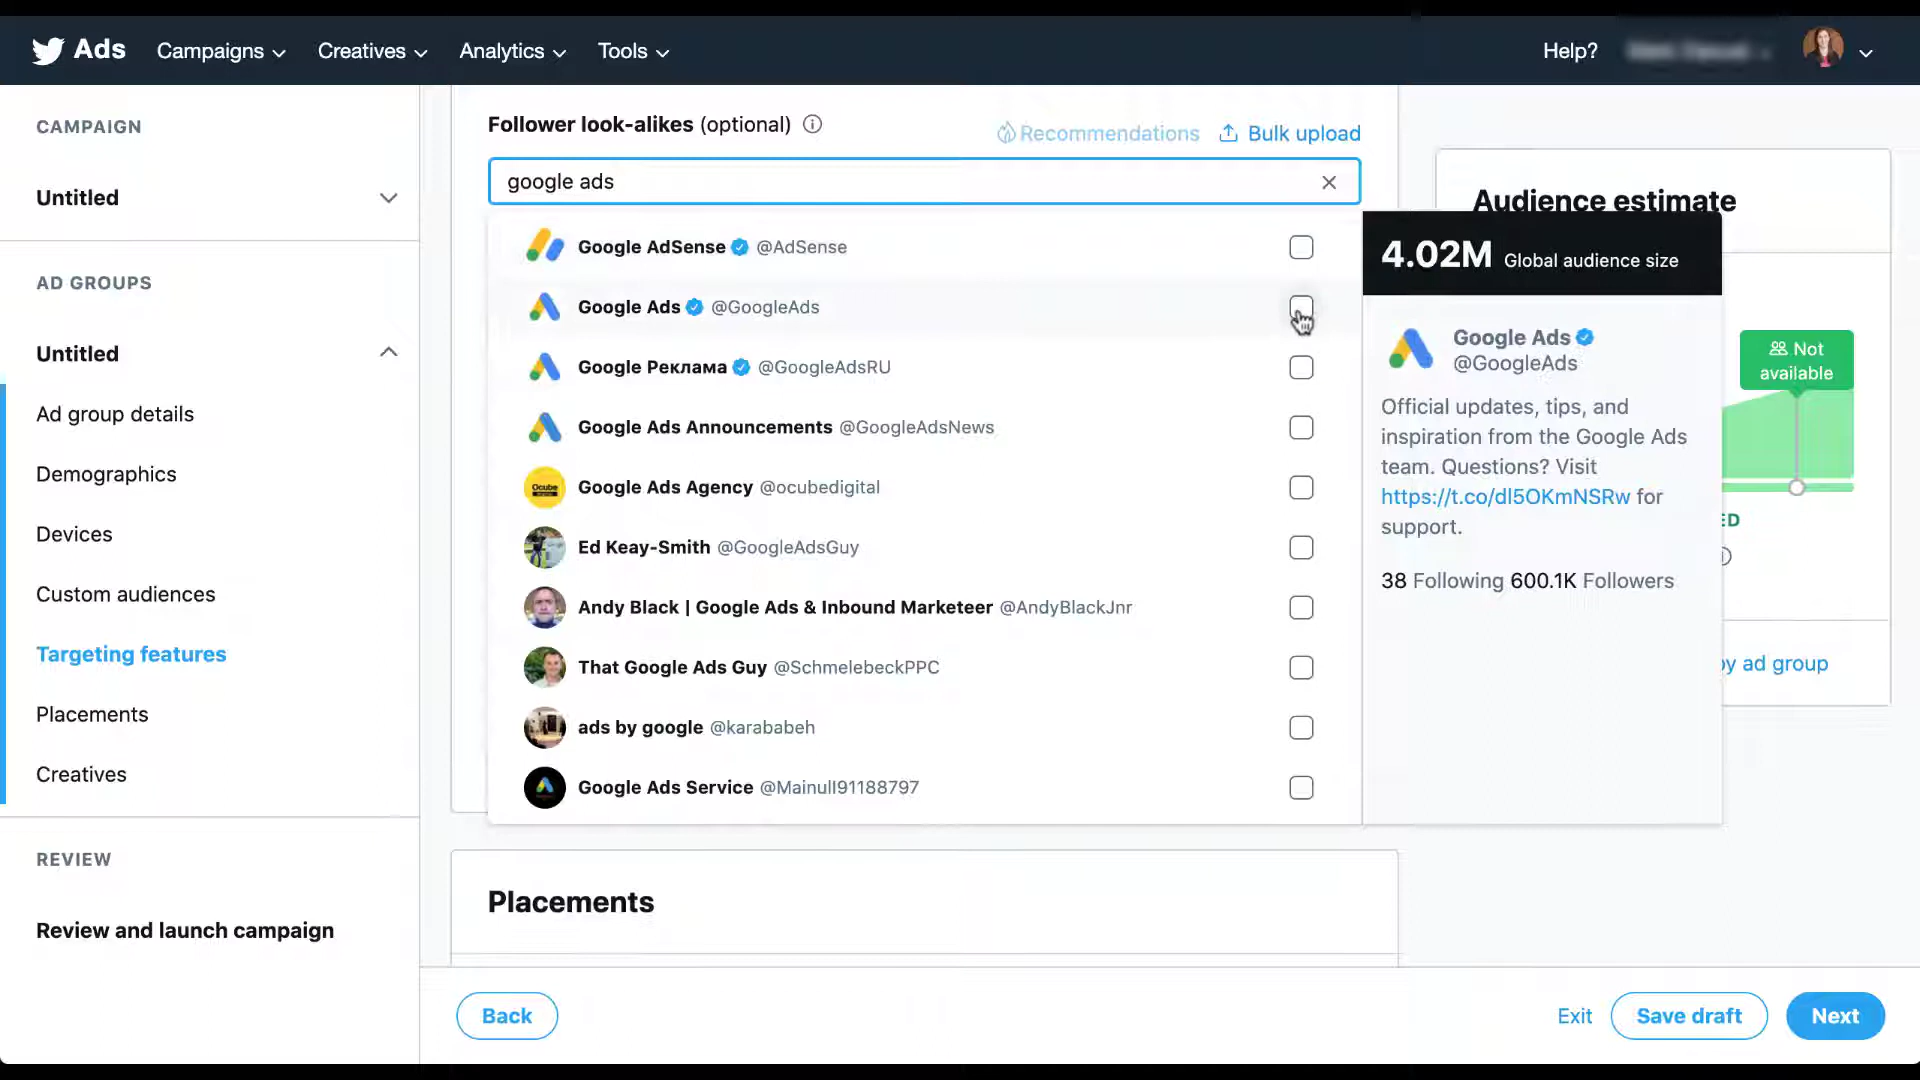 Ads Campaigns Creatives Analytics Tools Help?
CAMPAIGN
Untitled
AD GROUPS
Untitled
Ad group details
Demographics
Devices
Custom audiences
Targeting features
Placements
Creatives
REVIEW
Review and launch campaign
Follower look-alikes (optional)
Recommendations Bulk upload
google ads
Google AdSense @AdSense
Google Ads @GoogleAds
Google Реклама @GoogleAdsRU
Google Ads Announcements @GoogleAdsNews
Ocube
Google Ads Agency @ocubedigital
Ed Keay-Smith @GoogleAdsGuy
Andy Black | Google Ads & Inbound Marketeer @AndyBlackJnr
That Google Ads Guy @SchmelebeckPPC
ads by google @karababeh
Google Ads Service @Mainull91188797
Audience estimate
4.02M Global audience size
Google Ads
@GoogleAds
Official updates, tips, and
inspiration from the Google Ads
team. Questions? Visit
https://t.co/dl5OKmNSRw for
support.
38 Following 600.1K Followers
Not
available
ED
by ad group
Placements
Back
Exit Save draft Next